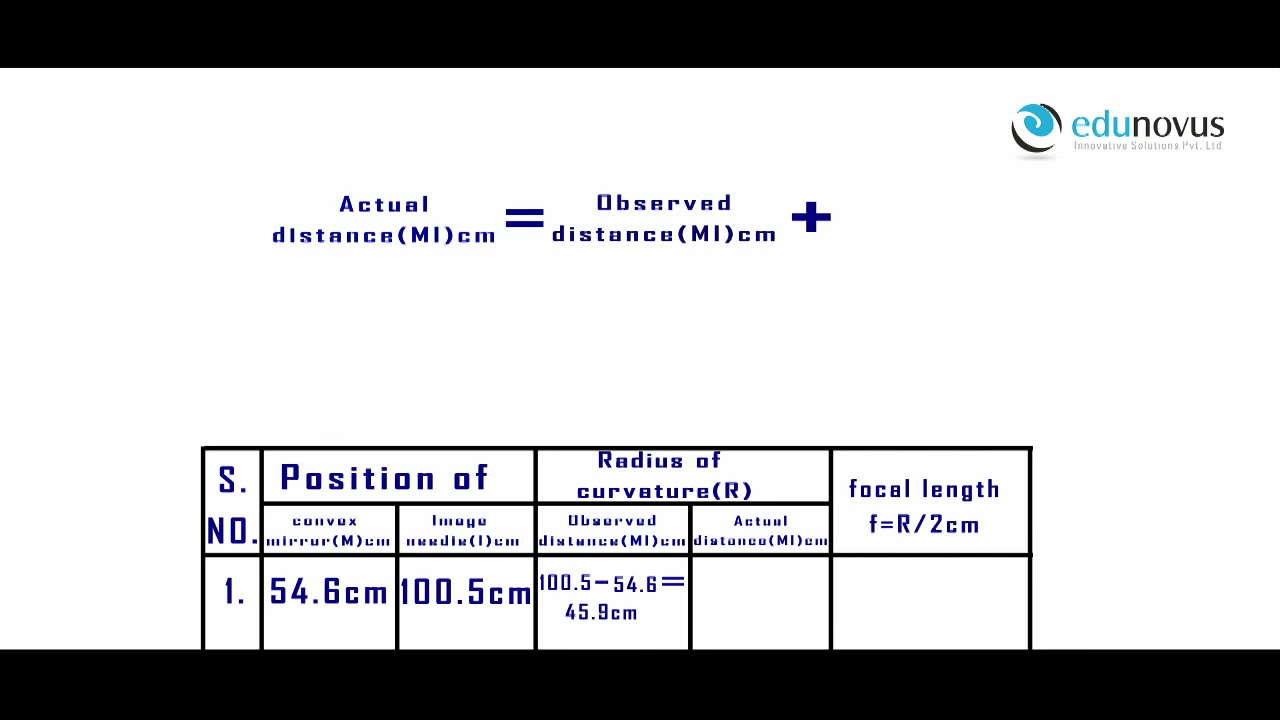 edunovus
Innovative Solutions Pvt. Ltd
Actual
distance(MI)cm
=
Observed
distance(MI)cm
+
S.
NO.
Position of
Radius of
curvature(R)
focal length
f=R/2cm
convex
mirror(M)cm
Image
needle(I)cm
Observed
distance(MI)cm
Actual
distance(MI)cm
1.
54.6cm
100.5cm
100.5-54.6=
45.9cm